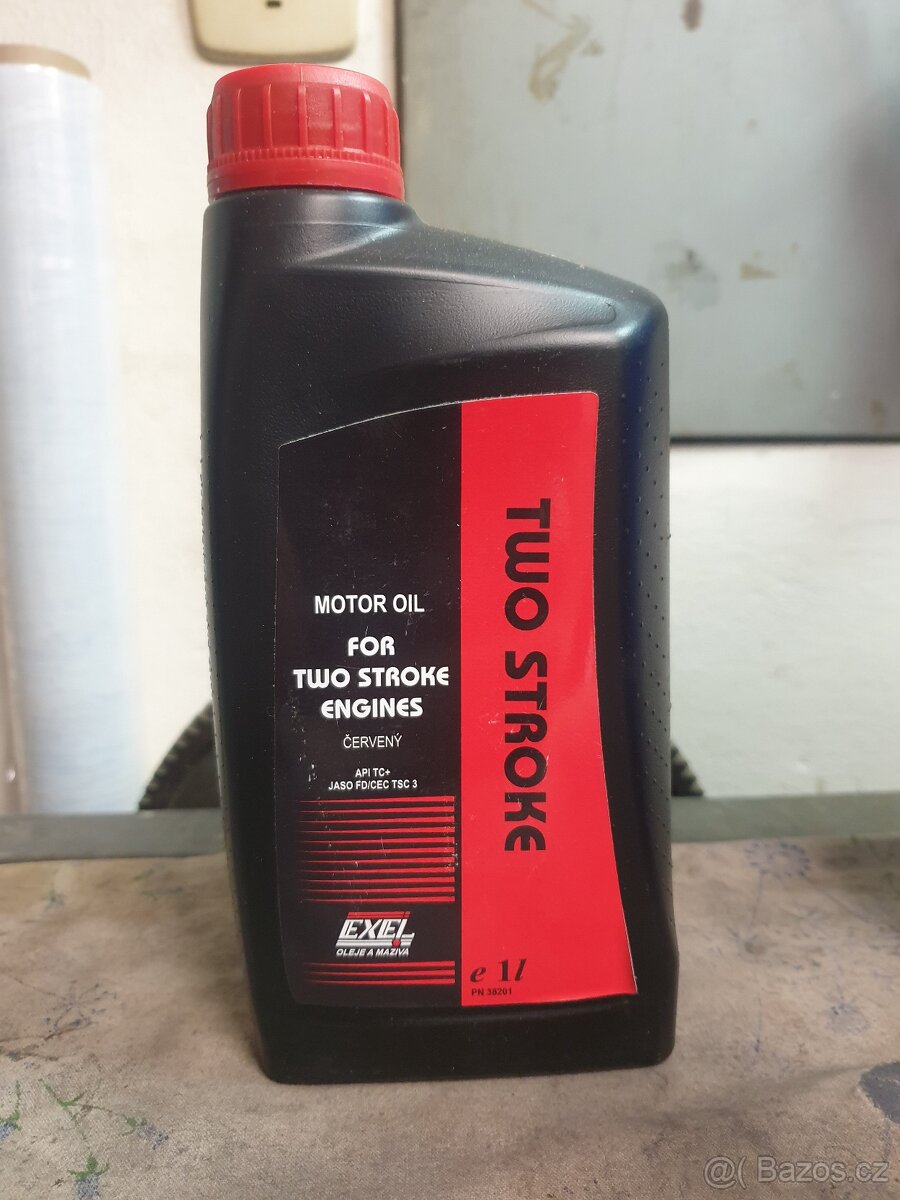 MOTOR OIL
FOR
TWO STROKE
ENGINES
ČERVENÝ
API TC+
JASO FD/CEC TSC 3
EXEL
OLEJE A MAZIVA
TWO STROKE
e 1l
PN 38201
@( Bazos.cz